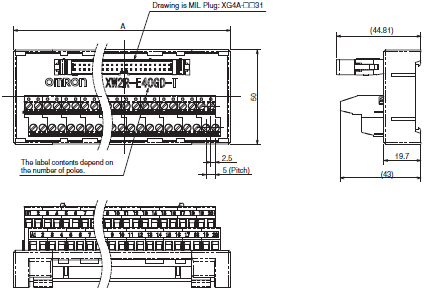 Drawing is MIL Plug: XG4A-□□31
A
(44.81)
OMRON XW2R-E40GD-T
50
The label contents depend on
the number of poles.
2.5
5 (Pitch)
19.7
(43)